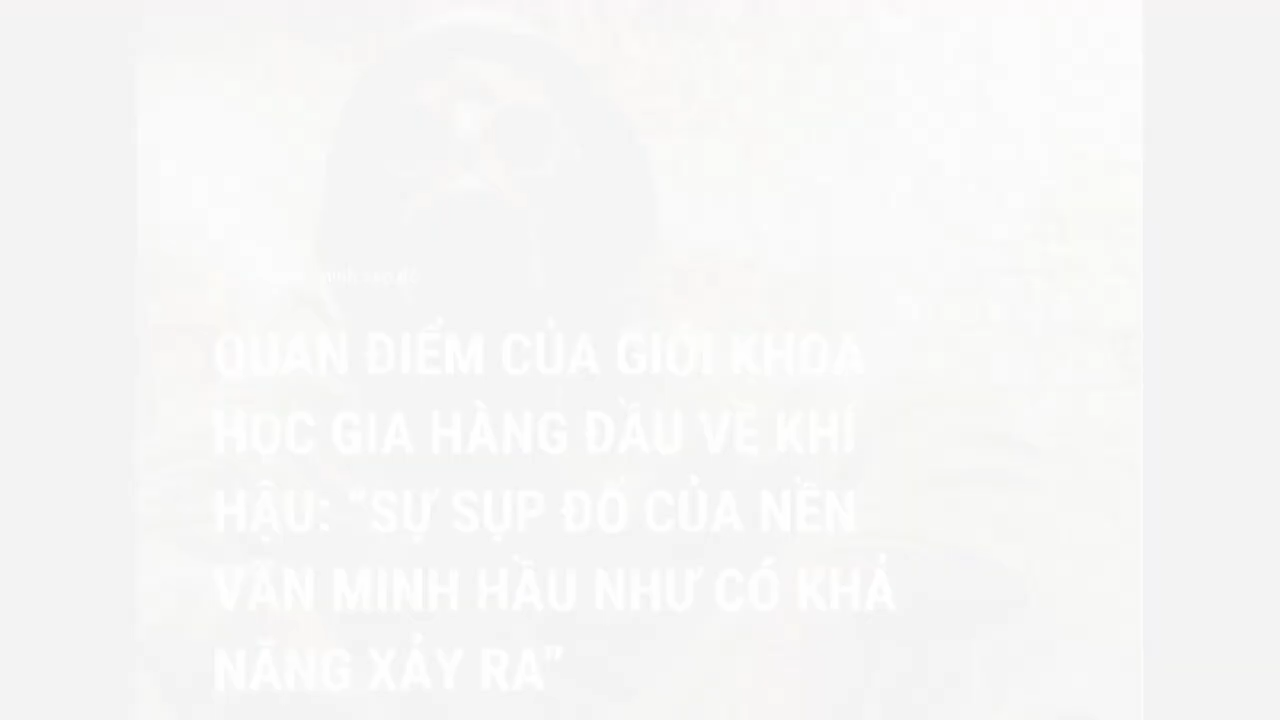 QUAN ĐIỂM CỦA GIỚI KHOA
HỌC GIA HÀNG ĐẦU VỀ KHÍ
HẬU: “SỰ SỤP ĐỔ CỦA NỀN
VĂN MINH HẦU NHƯ CÓ KHẢ
NĂNG XẢY RA”